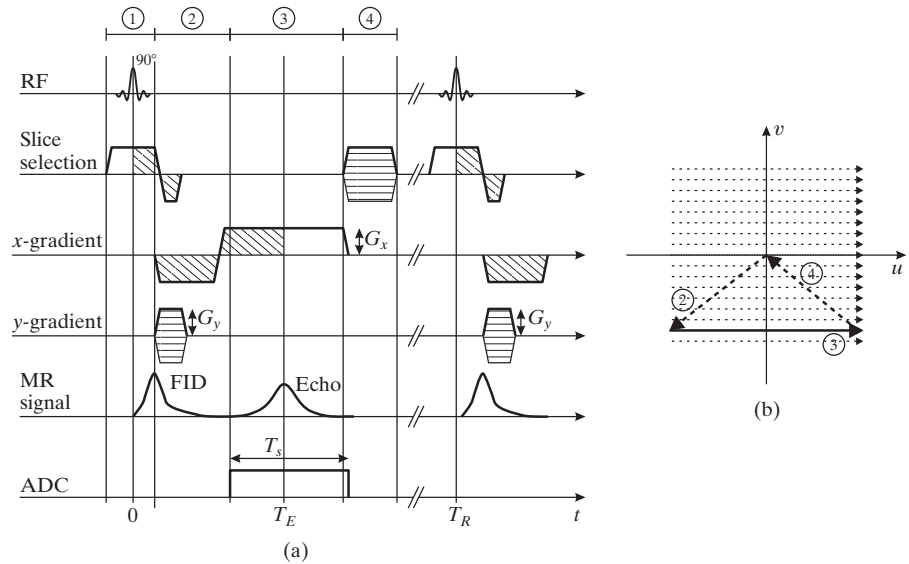 ① ② ③ ④
90°
RF
Slice
selection
x-gradient
G_x
y-gradient
G_y
G_y
MR
signal
FID
Echo
T_s
ADC
0
T_E
T_R
t
(a)
v
u
②
④
③
(b)